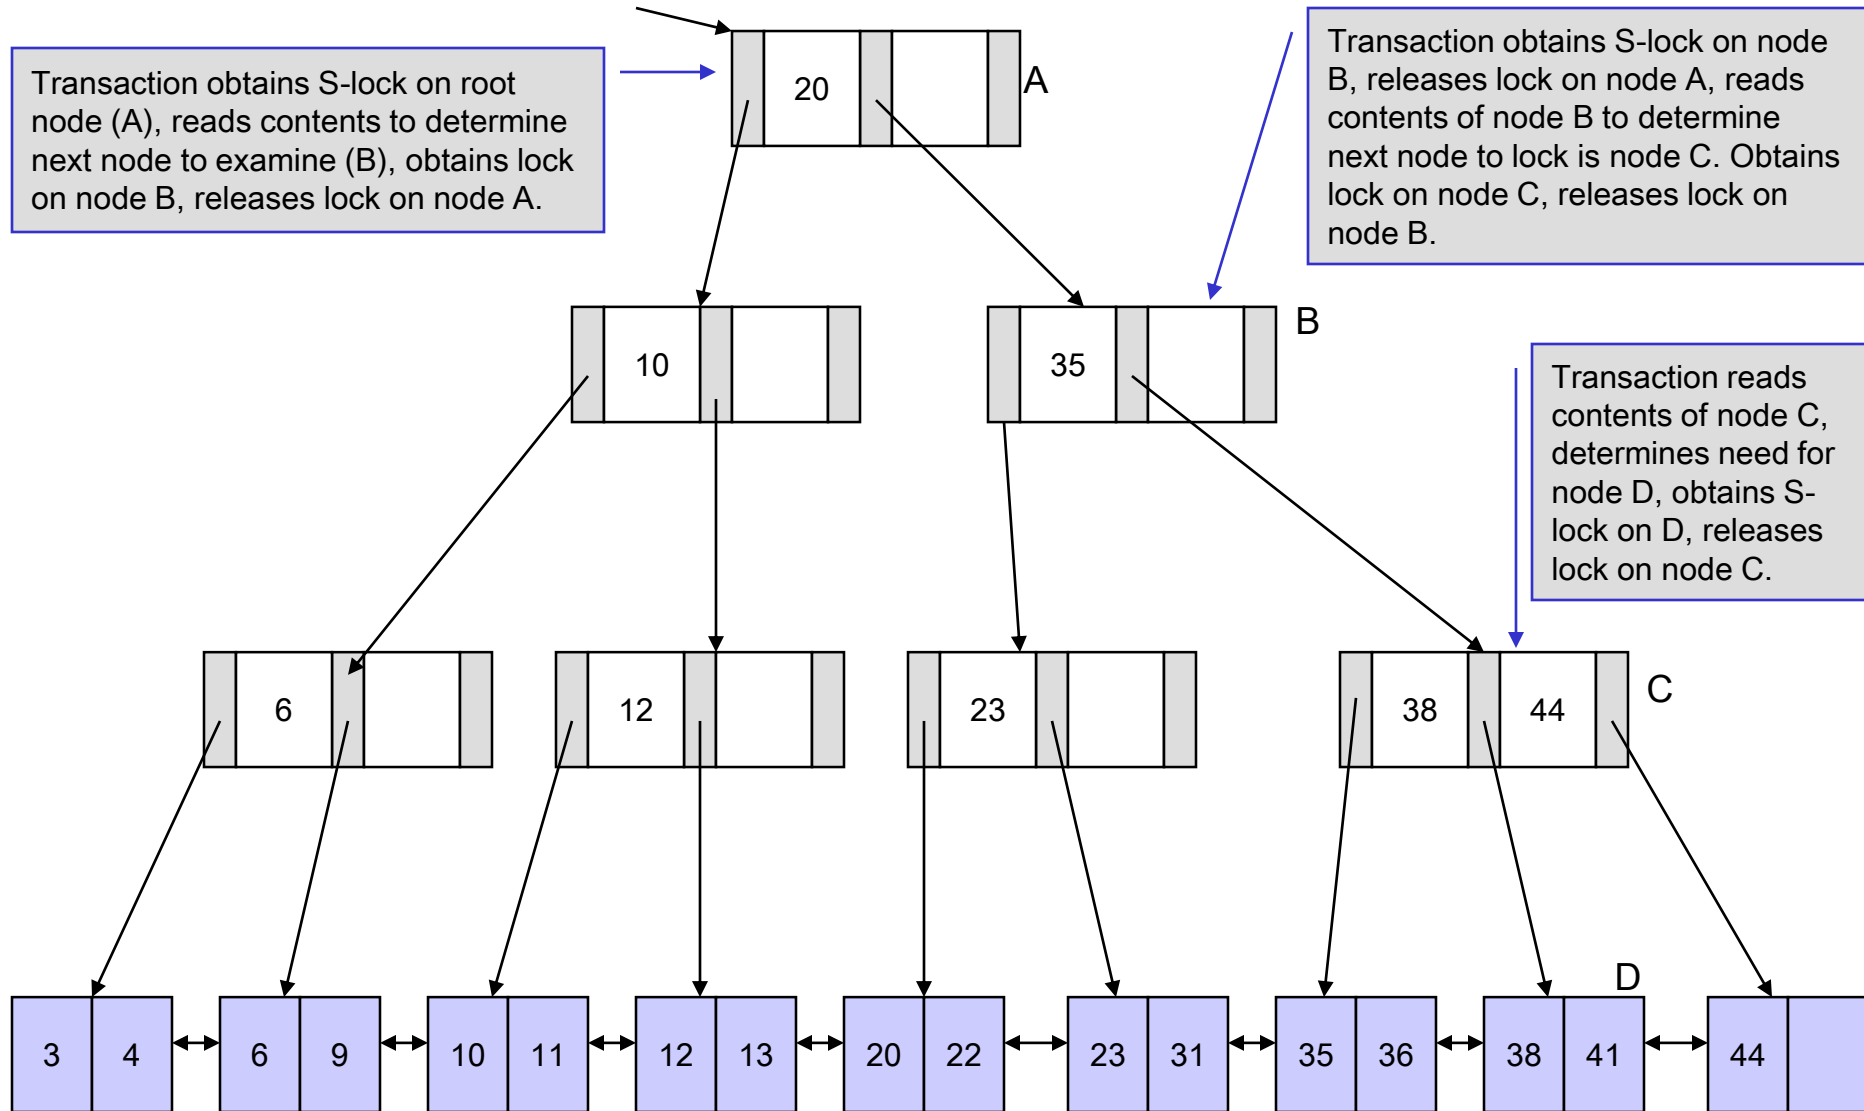 Transaction obtains S-lock on root
node (A), reads contents to determine
next node to examine (B), obtains lock
on node B, releases lock on node A.
20
A
Transaction obtains S-lock on node
B, releases lock on node A, reads
contents of node B to determine
next node to lock is node C. Obtains
lock on node C, releases lock on
node B.
10
35
B
Transaction reads
contents of node C,
determines need for
node D, obtains S-
lock on D, releases
lock on node C.
6
12
23
38 44
C
D
3 4
6 9
10 11
12 13
20 22
23 31
35 36
38 41
44